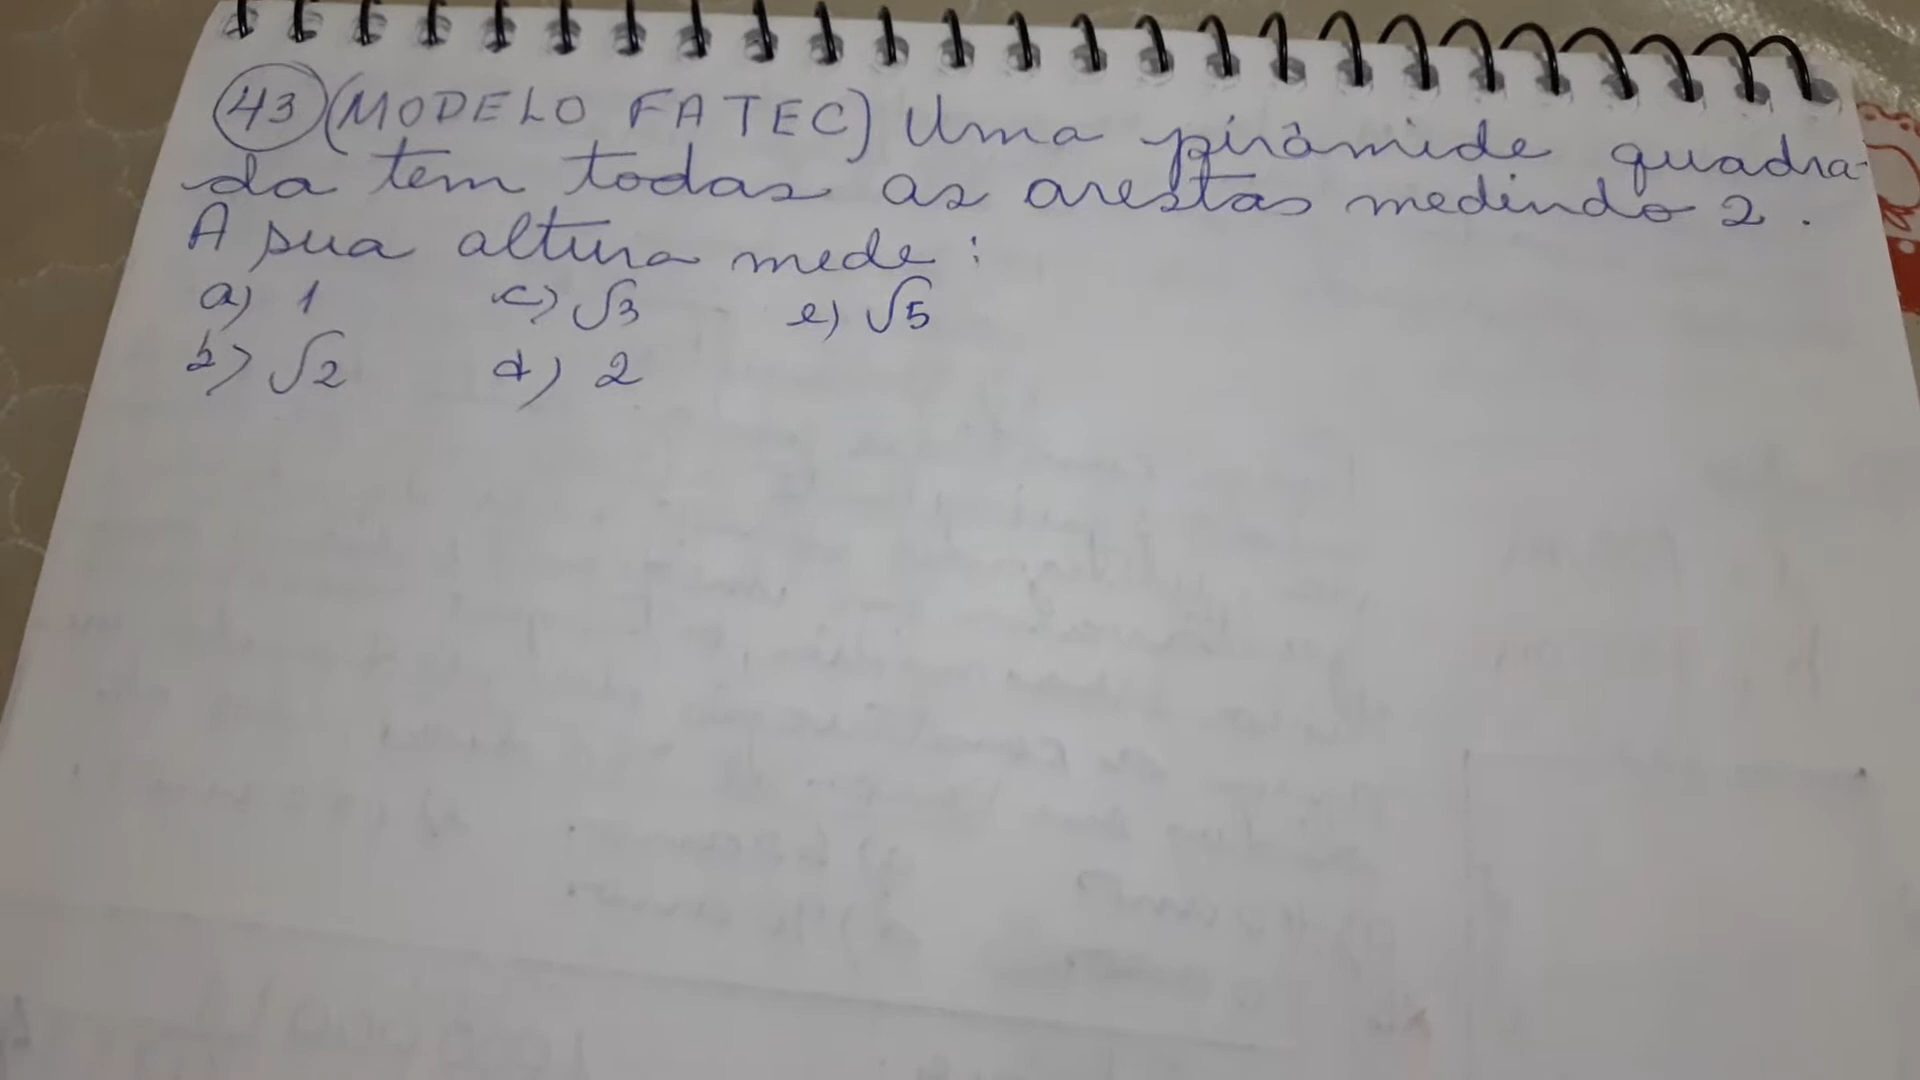 43 (MODELO FATEC) Uma pirâmide quadra-
da tem todas as arestas medindo 2.
A sua altura mede:
a) 1 c) √3 e) √5
b) √2 d) 2